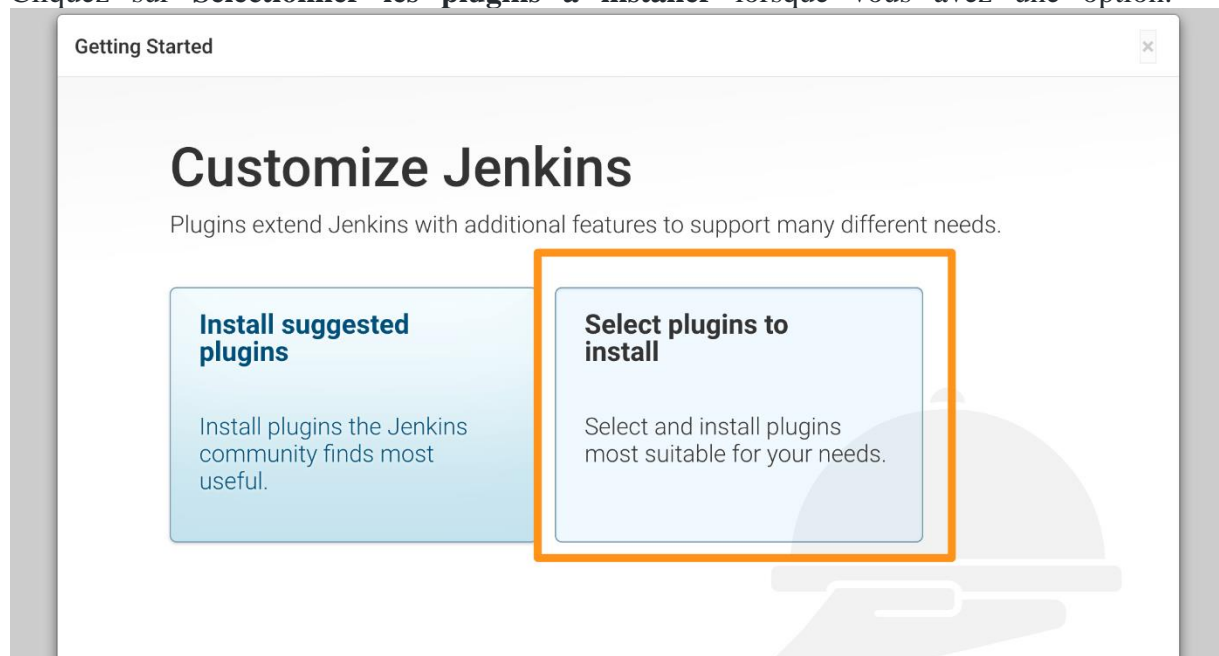 Cliquez sur Sélectionner les plugins à installer lorsque vous avez une option.
Getting Started
×
Customize Jenkins
Plugins extend Jenkins with additional features to support many different needs.
Install suggested
plugins
Install plugins the Jenkins
community finds most
useful.
Select plugins to
install
Select and install plugins
most suitable for your needs.